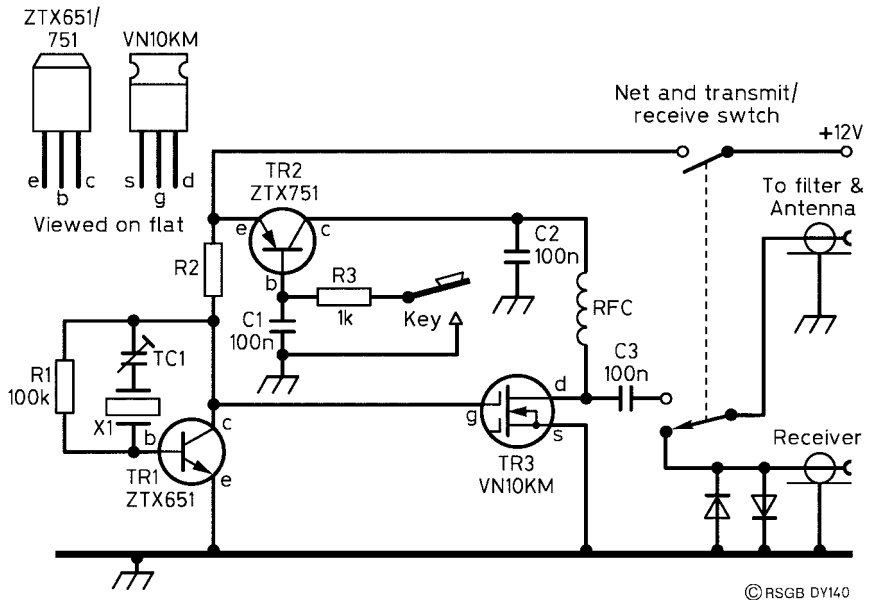 ZTX651/
751
VN10KM
e
b
c
s
g
d
Viewed on flat
Net and transmit/
receive swtch
+12V
TR2
ZTX751
e
c
b
To filter &
Antenna
R2
R3
1k
C1
100n
Key
C2
100n
RFC
C3
100n
TC1
R1
100k
X1
b
c
e
TR1
ZTX651
g
d
s
TR3
VN10KM
Receiver
©RSGB DY140